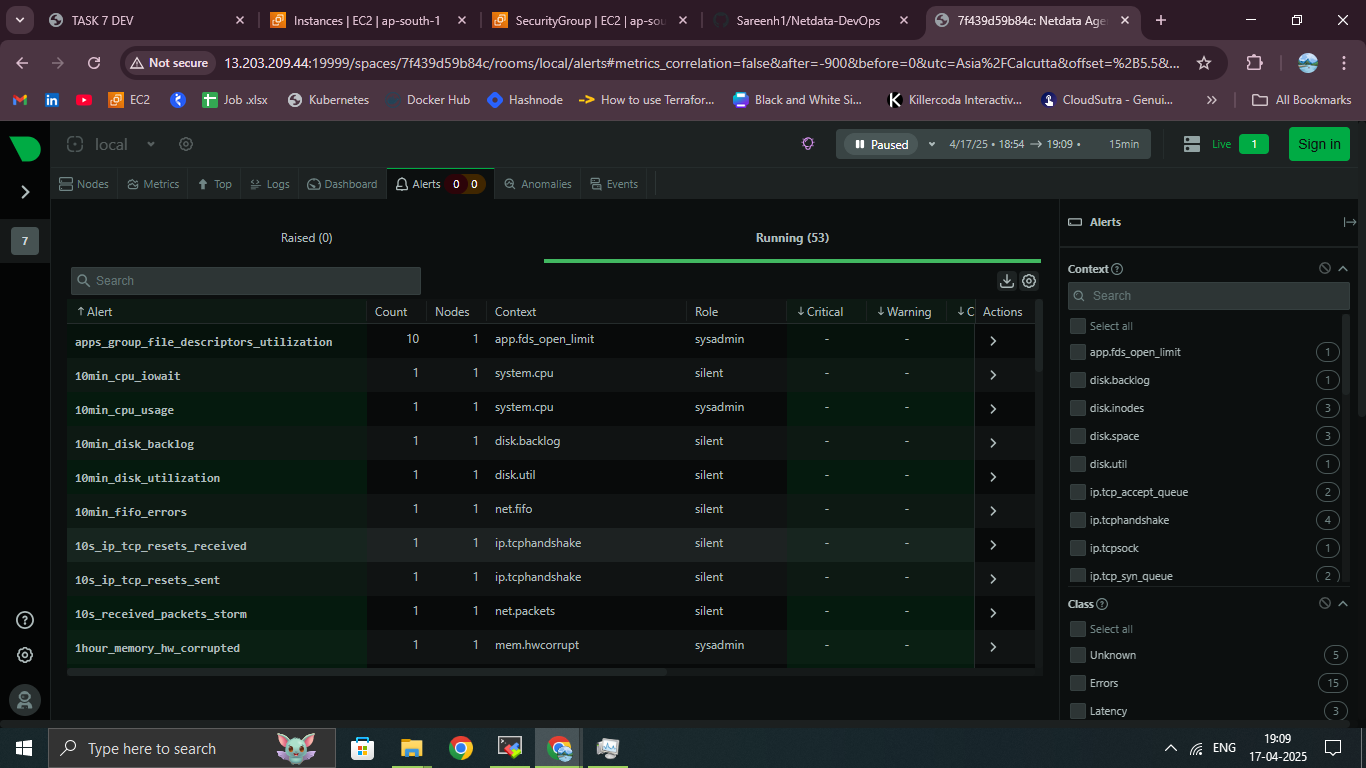 TASK 7 DEV
Instances | EC2 | ap-south-1
SecurityGroup | EC2 | ap-sou
Sareenh1/Netdata-DevOps
7f439d59b84c: Netdata Age
Not secure
13.203.209.44:19999/spaces/7f439d59b84c/rooms/local/alerts#metrics_correlation=false&after=-900&before=0&utc=Asia%2FCalcutta&offset=%2B5.5&...
EC2
Job .xlsx
Kubernetes
Docker Hub
Hashnode
How to use Terrafor...
Black and White Si...
Killercoda Interactiv...
CloudSutra - Genui...
All Bookmarks
local
Paused
4/17/25 • 18:54 → 19:09 •
15min
Live
1
Sign in
Nodes
Metrics
Top
Logs
Dashboard
Alerts
0
0
Anomalies
Events
7
Raised (0)
Running (53)
Search
↑ Alert Count Nodes Context Role ↓ Critical ↓ Warning ↓ C Actions
apps_group_file_descriptors_utilization 10 1 app.fds_open_limit sysadmin - -
10min_cpu_iowait 1 1 system.cpu silent - -
10min_cpu_usage 1 1 system.cpu sysadmin - -
10min_disk_backlog 1 1 disk.backlog silent - -
10min_disk_utilization 1 1 disk.util silent - -
10min_fifo_errors 1 1 net.fifo silent - -
10s_ip_tcp_resets_received 1 1 ip.tcphandshake silent - -
10s_ip_tcp_resets_sent 1 1 ip.tcphandshake silent - -
10s_received_packets_storm 1 1 net.packets silent - -
1hour_memory_hw_corrupted 1 1 mem.hwcorrupt sysadmin - -
Alerts
Context
Search
Select all
app.fds_open_limit 1
disk.backlog 1
disk.inodes 3
disk.space 3
disk.util 1
ip.tcp_accept_queue 2
ip.tcphandshake 4
ip.tcpsock 1
ip.tcp_syn_queue 2
Class
Select all
Unknown 5
Errors 15
Latency 3
Type here to search
ENG
19:09
17-04-2025